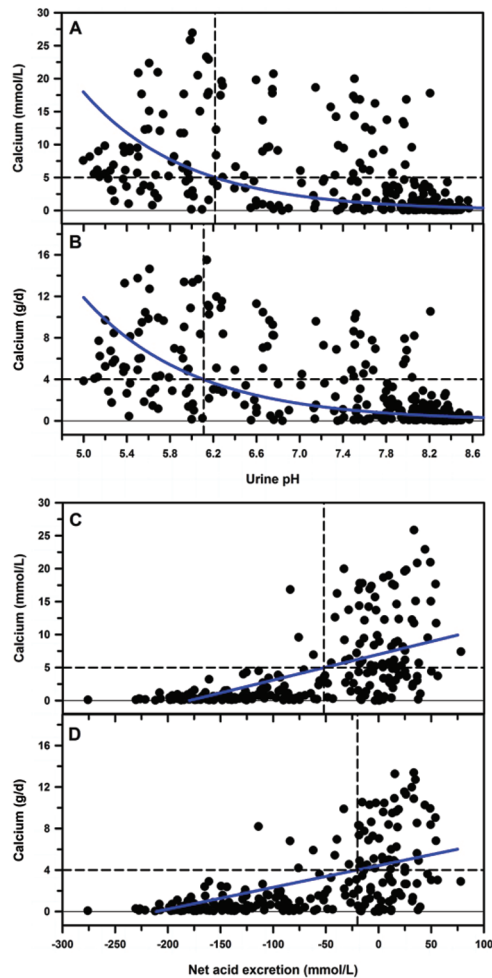 A
Calcium (mmol/L)
30
25
20
15
10
5
0
B
Calcium (g/d)
16
12
8
4
0
5.0 5.4 5.8 6.2 6.6 7.0 7.4 7.8 8.2 8.6
Urine pH
C
Calcium (mmol/L)
30
25
20
15
10
5
0
D
Calcium (g/d)
16
12
8
4
0
-300 -250 -200 -150 -100 -50 0 25 50 75 100
Net acid excretion (mmol/L)